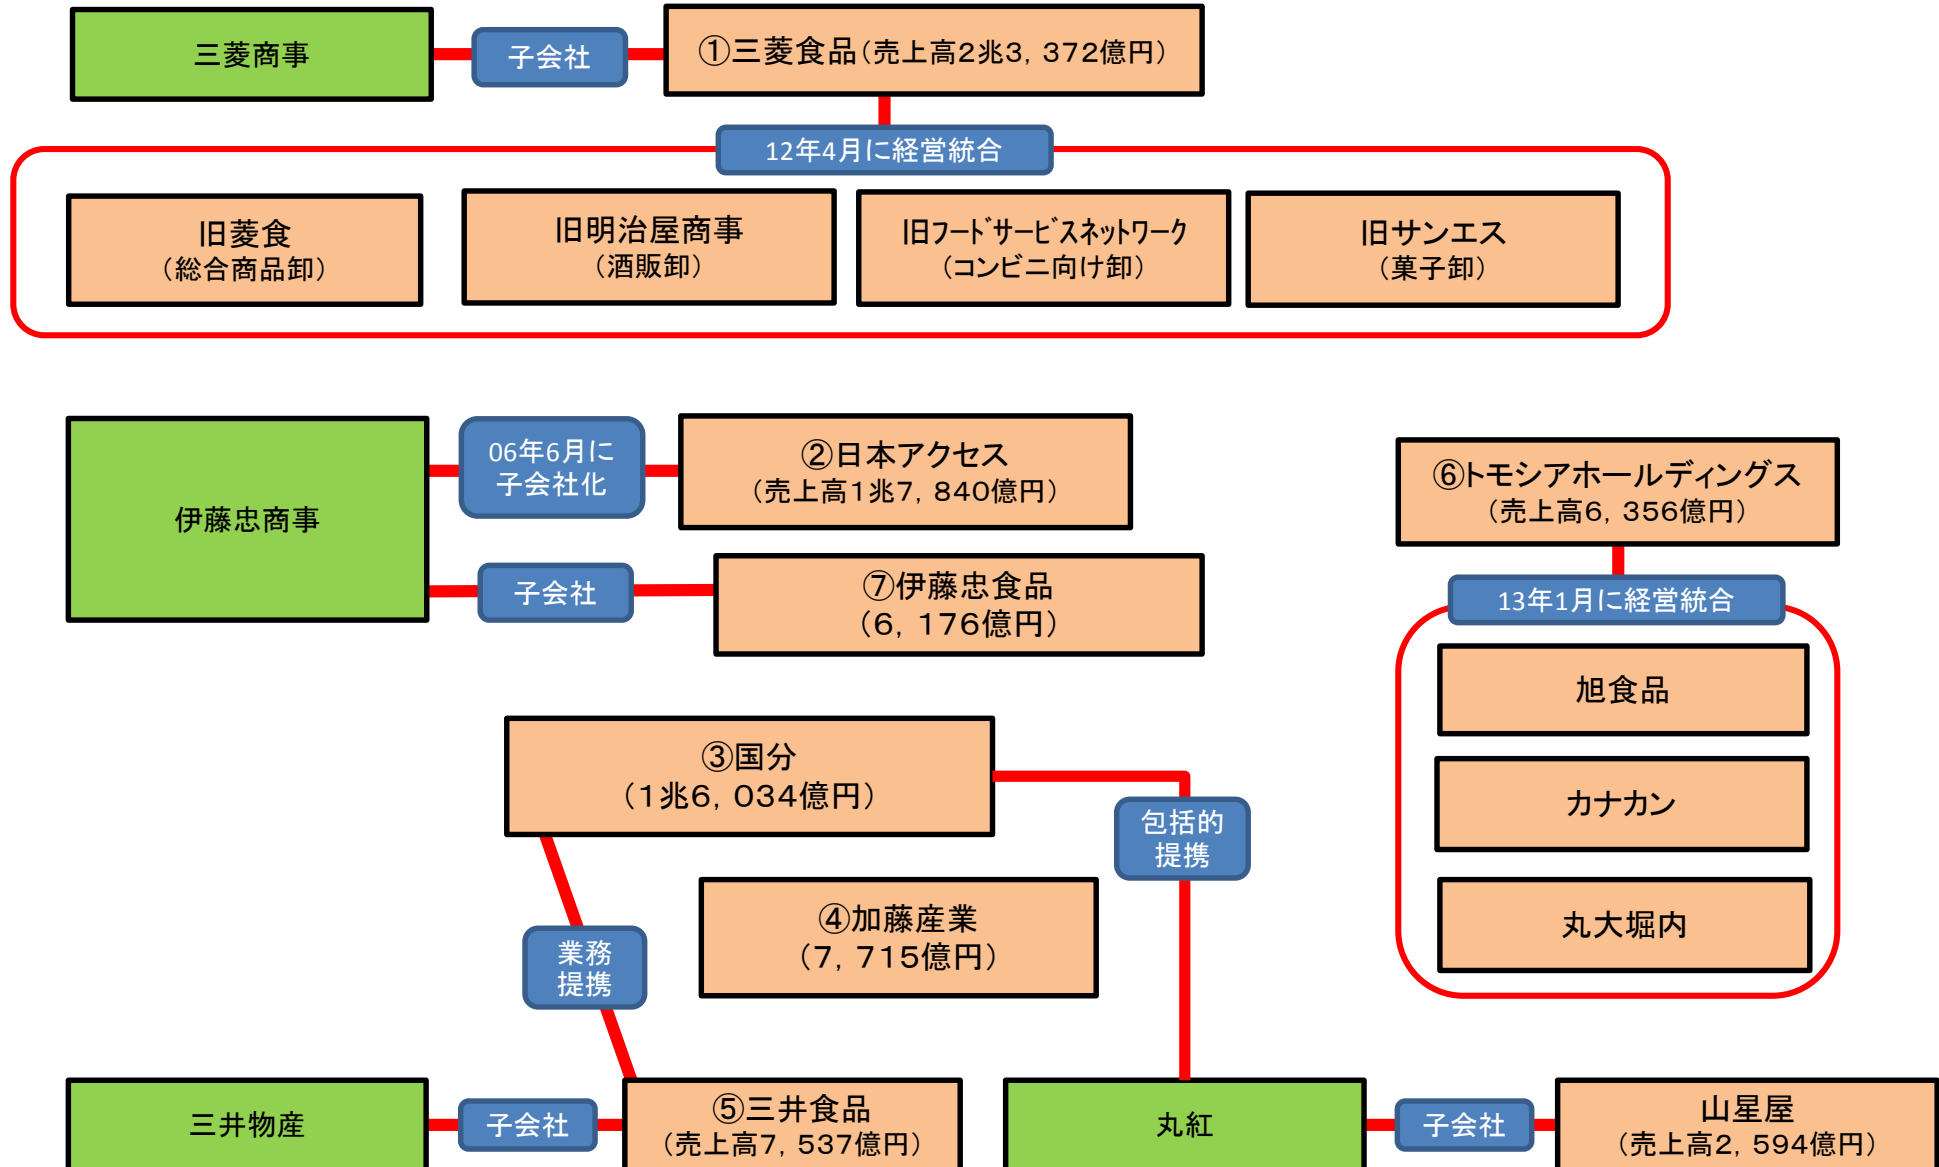 三菱商事
子会社
①三菱食品(売上高2兆3,372億円)
12年4月に経営統合
旧菱食
(総合商品卸)
旧明治屋商事
(酒販卸)
旧フードサービスネットワーク
(コンビニ向け卸)
旧サンエス
(菓子卸)
伊藤忠商事
06年6月に
子会社化
②日本アクセス
(売上高1兆7,840億円)
子会社
⑦伊藤忠食品
(6,176億円)
⑥トモシアホールディングス
(売上高6,356億円)
13年1月に経営統合
旭食品
カナカン
丸大堀内
③国分
(1兆6,034億円)
包括的
提携
④加藤産業
(7,715億円)
業務
提携
三井物産
子会社
⑤三井食品
(売上高7,537億円)
丸紅
子会社
山星屋
(売上高2,594億円)